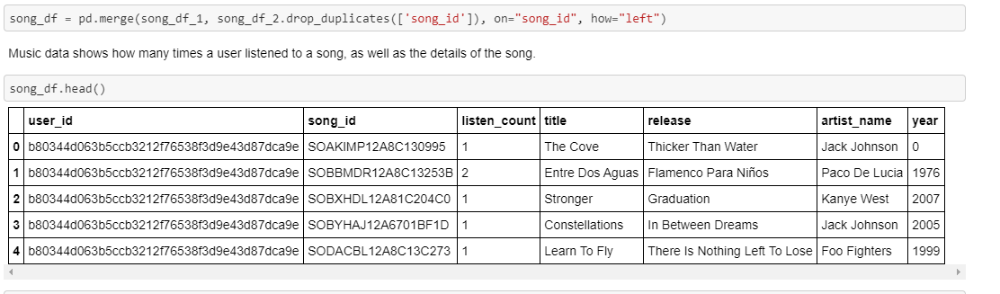 song_df = pd.merge(song_df_1, song_df_2.drop_duplicates(['song_id']), on="song_id", how="left")
Music data shows how many times a user listened to a song, as well as the details of the song.
song_df.head()
user_id song_id listen_count title release artist_name year
0 b80344d063b5ccb3212f76538f3d9e43d87dca9e SOAKIMP12A8C130995 1 The Cove Thicker Than Water Jack Johnson 0
1 b80344d063b5ccb3212f76538f3d9e43d87dca9e SOBBMDR12A8C13253B 2 Entre Dos Aguas Flamenco Para Niños Paco De Lucia 1976
2 b80344d063b5ccb3212f76538f3d9e43d87dca9e SOBXHDL12A81C204C0 1 Stronger Graduation Kanye West 2007
3 b80344d063b5ccb3212f76538f3d9e43d87dca9e SOBYHAJ12A6701BF1D 1 Constellations In Between Dreams Jack Johnson 2005
4 b80344d063b5ccb3212f76538f3d9e43d87dca9e SODACBL12A8C13C273 1 Learn To Fly There Is Nothing Left To Lose Foo Fighters 1999